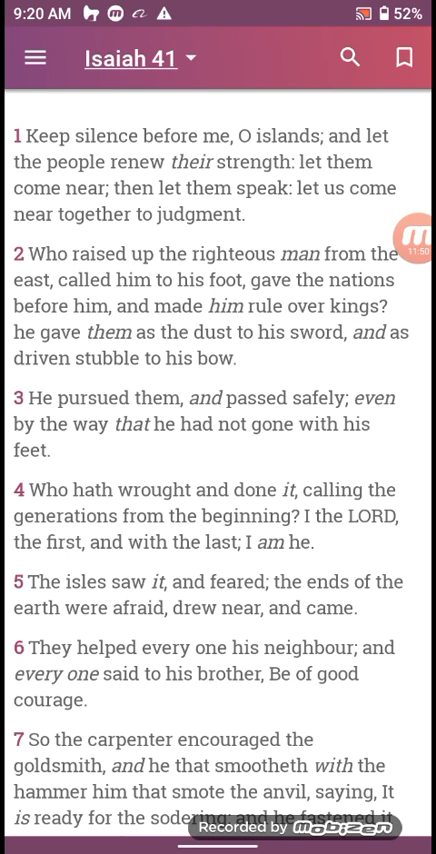 9:20 AM
52%
Isaiah 41
1 Keep silence before me, O islands; and let
the people renew their strength: let them
come near; then let them speak: let us come
near together to judgment.
11:50
2 Who raised up the righteous man from the
east, called him to his foot, gave the nations
before him, and made him rule over kings?
he gave them as the dust to his sword, and as
driven stubble to his bow.
3 He pursued them, and passed safely; even
by the way that he had not gone with his
feet.
4 Who hath wrought and done it, calling the
generations from the beginning? I the LORD,
the first, and with the last; I am he.
5 The isles saw it, and feared; the ends of the
earth were afraid, drew near, and came.
6 They helped every one his neighbour; and
every one said to his brother, Be of good
courage.
7 So the carpenter encouraged the
goldsmith, and he that smootheth with the
hammer him that smote the anvil, saying, It
is ready for the sodering: and he fastened it
Recorded by mobizen